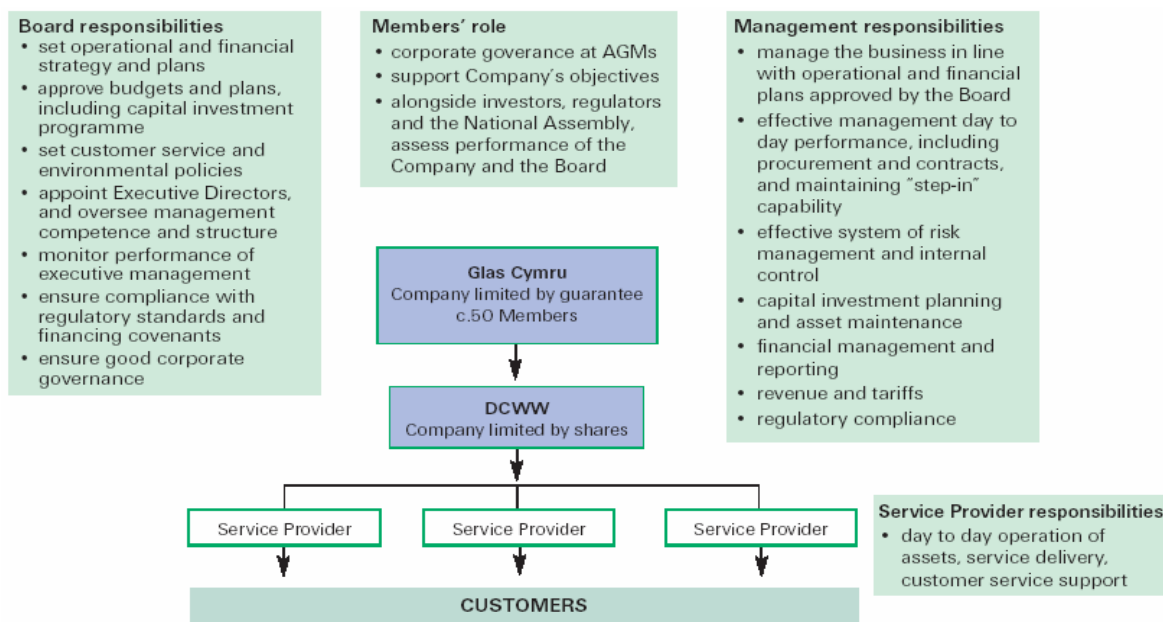 Board responsibilities
• set operational and financial
strategy and plans
• approve budgets and plans,
including capital investment
programme
• set customer service and
environmental policies
• appoint Executive Directors,
and oversee management
competence and structure
• monitor performance of
executive management
• ensure compliance with
regulatory standards and
financing covenants
• ensure good corporate
governance
Members’ role
• corporate goverance at AGMs
• support Company’s objectives
• alongside investors, regulators
and the National Assembly,
assess performance of the
Company and the Board
Management responsibilities
• manage the business in line
with operational and financial
plans approved by the Board
• effective management day to
day performance, including
procurement and contracts,
and maintaining “step-in”
capability
• effective system of risk
management and internal
control
• capital investment planning
and asset maintenance
• financial management and
reporting
• revenue and tariffs
• regulatory compliance
Glas Cymru
Company limited by guarantee
c.50 Members
DCWW
Company limited by shares
Service Provider
Service Provider
Service Provider
Service Provider responsibilities
• day to day operation of
assets, service delivery,
customer service support
CUSTOMERS